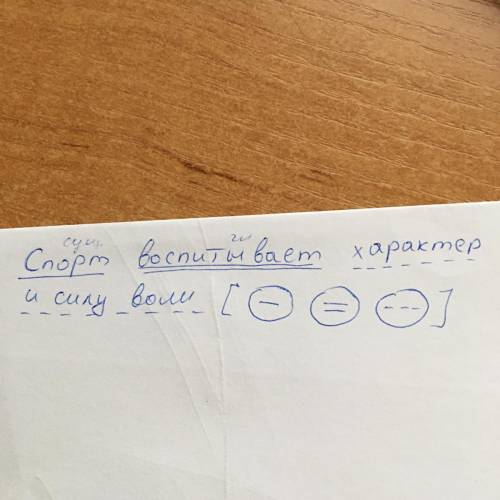 сущ. гл
Спорт воспитывает характер
и силу воли [ (–) (=) (---) ]